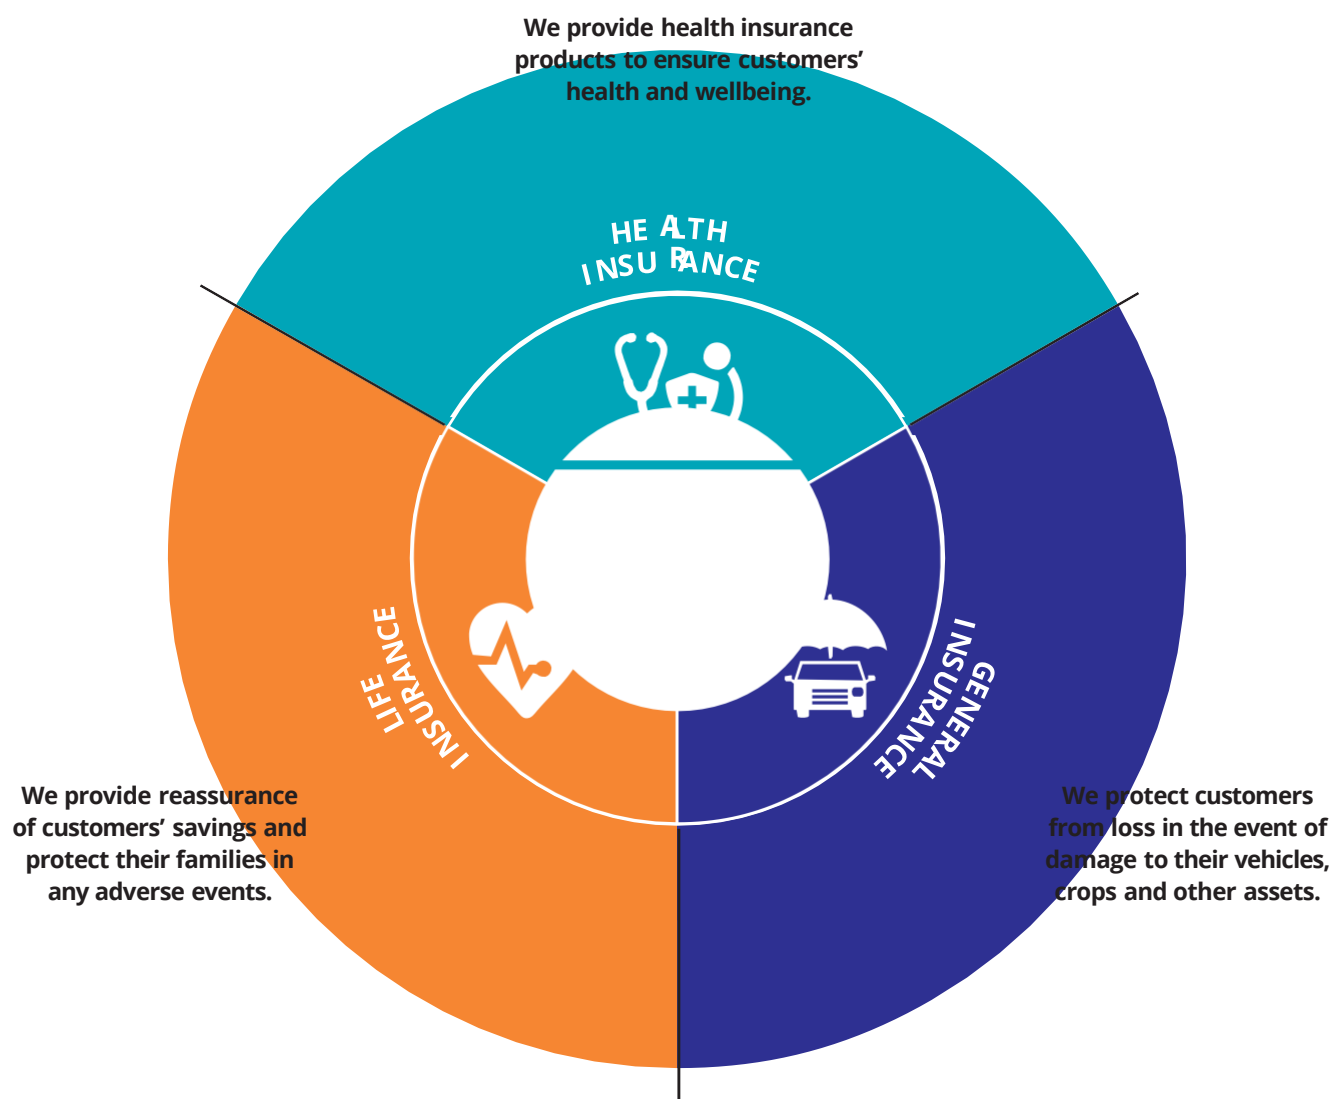 We provide health insurance
products to ensure customers’
health and wellbeing.
HEALTH
INSURANCE
LIFE
INSURANCE
GENERAL
INSURANCE
We provide reassurance
of customers’ savings and
protect their families in
any adverse events.
We protect customers
from loss in the event of
damage to their vehicles,
crops and other assets.